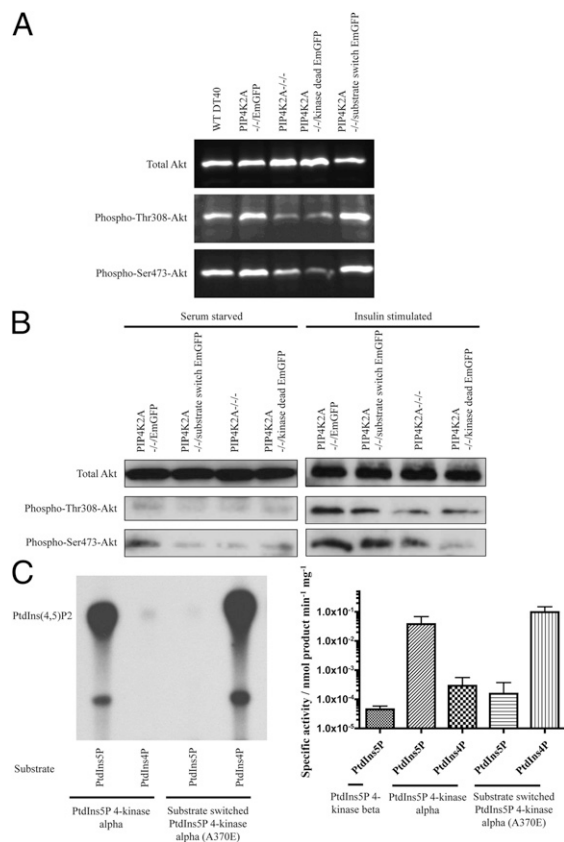 A
WT DT40
PIP4K2A
-/-/EmGFP
PIP4K2A-/-/-
PIP4K2A
-/-/kinase dead EmGFP
PIP4K2A
-/-/substrate switch EmGFP
Total Akt
Phospho-Thr308-Akt
Phospho-Ser473-Akt
B
Serum starved
Insulin stimulated
PIP4K2A
-/-/EmGFP
PIP4K2A
-/-/substrate switch EmGFP
PIP4K2A-/-/-
PIP4K2A
-/-/kinase dead EmGFP
PIP4K2A
-/-/EmGFP
PIP4K2A
-/-/substrate switch EmGFP
PIP4K2A-/-/-
PIP4K2A
-/-/kinase dead EmGFP
Total Akt
Phospho-Thr308-Akt
Phospho-Ser473-Akt
C
PtdIns(4,5)P2
Substrate
PtdIns5P
PtdIns4P
PtdIns5P
PtdIns4P
PtdIns5P 4-kinase
alpha
Substrate switched
PtdIns5P 4-kinase
alpha (A370E)
Specific activity / nmol product min-1 mg-1
1.0x10-1
1.0x10-2
1.0x10-3
1.0x10-4
1.0x10-5
PtdIns5P
PtdIns5P
PtdIns4P
PtdIns5P
PtdIns4P
PtdIns5P 4-
kinase beta
PtdIns5P 4-kinase
alpha
Substrate switched
PtdIns5P 4-kinase
alpha (A370E)